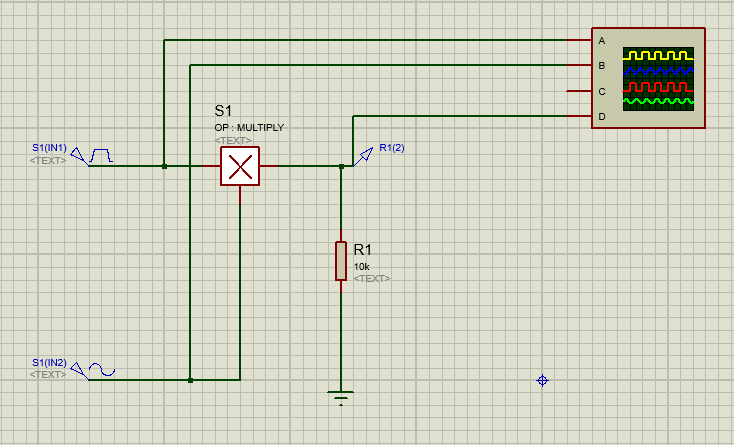 A
B
C
D
S1
OP : MULTIPLY
<TEXT>
S1(IN1)
<TEXT>
R1(2)
R1
10k
<TEXT>
S1(IN2)
<TEXT>